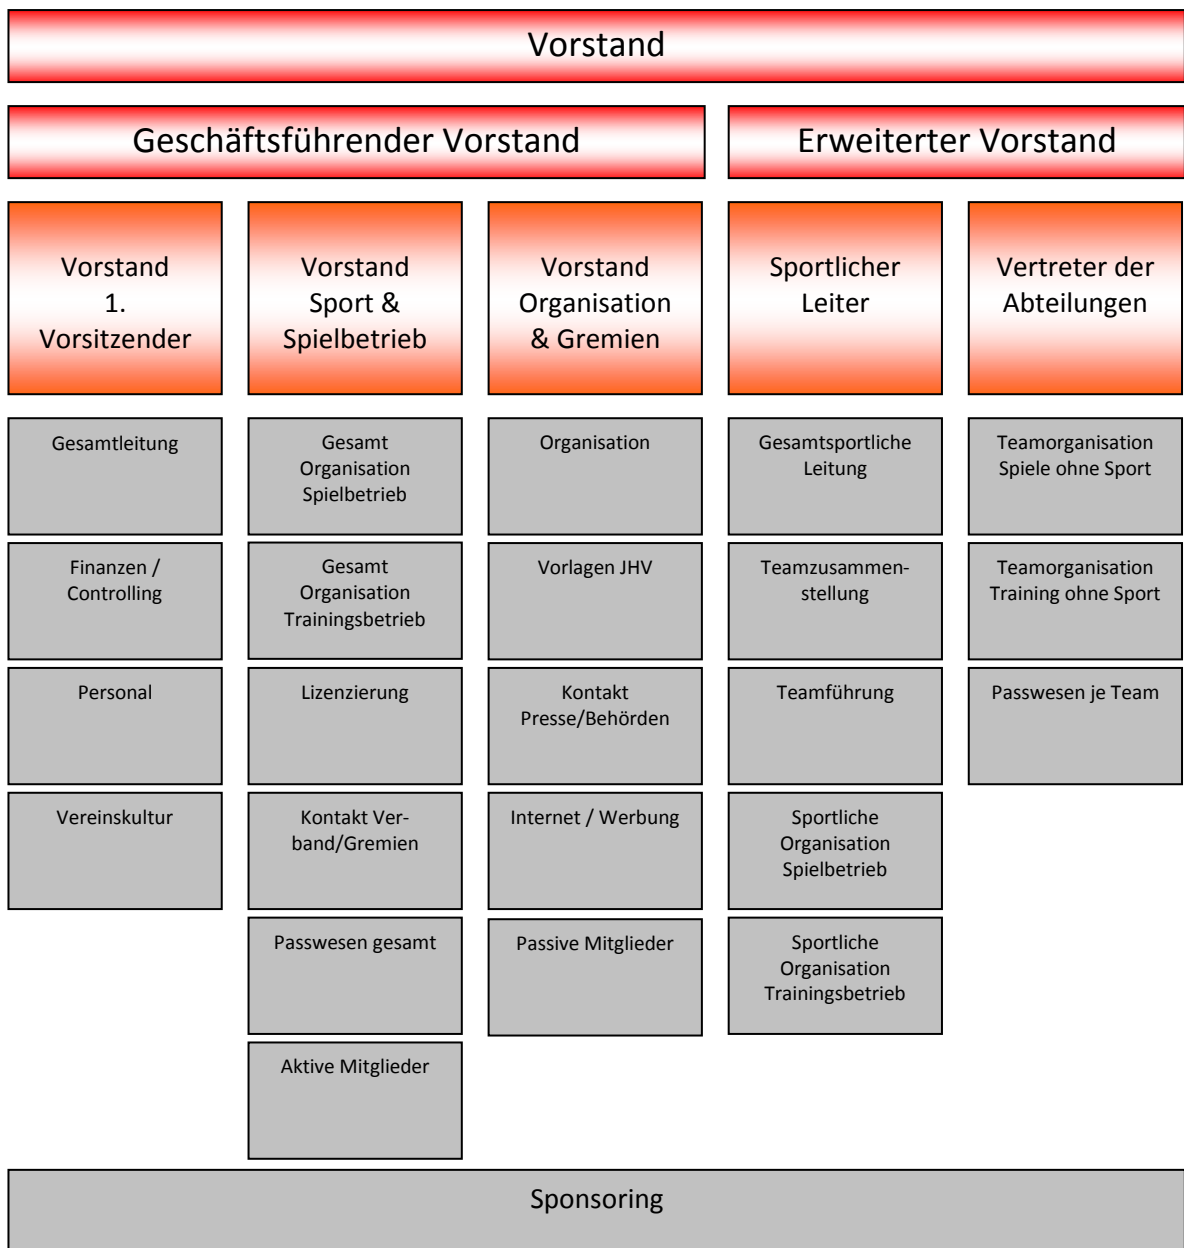 Vorstand
Geschäftsführender Vorstand
Erweiterter Vorstand
Vorstand
1.
Vorsitzender
Vorstand
Sport &
Spielbetrieb
Vorstand
Organisation
& Gremien
Sportlicher
Leiter
Vertreter der
Abteilungen
Gesamtleitung
Gesamt
Organisation
Spielbetrieb
Organisation
Gesamtsportliche
Leitung
Teamorganisation
Spiele ohne Sport
Finanzen /
Controlling
Gesamt
Organisation
Trainingsbetrieb
Vorlagen JHV
Teamzusammen-
stellung
Teamorganisation
Training ohne Sport
Personal
Lizenzierung
Kontakt
Presse/Behörden
Teamführung
Passwesen je Team
Vereinskultur
Kontakt Ver-
band/Gremien
Internet / Werbung
Sportliche
Organisation
Spielbetrieb
Passwesen gesamt
Passive Mitglieder
Sportliche
Organisation
Trainingsbetrieb
Aktive Mitglieder
Sponsoring